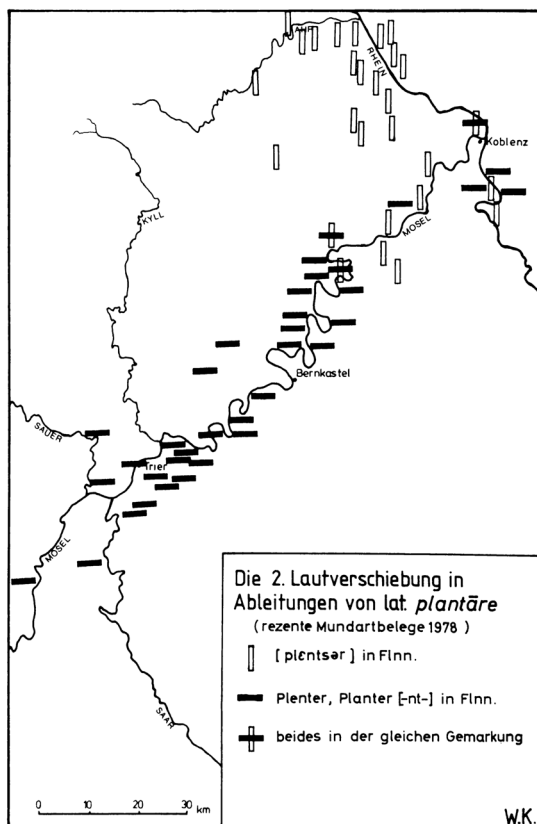 AHR
RHEIN
Koblenz
KYLL
MOSEL
Bernkastel
SAUER
Trier
MOSEL
SAAR
Die 2. Lautverschiebung in
Ableitungen von lat. plantāre
(rezente Mundartbelege 1978)
[plɛntsər] in Flnn.
Plenter, Planter [-nt-] in Flnn.
beides in der gleichen Gemarkung
0 10 20 30
km
W.K.